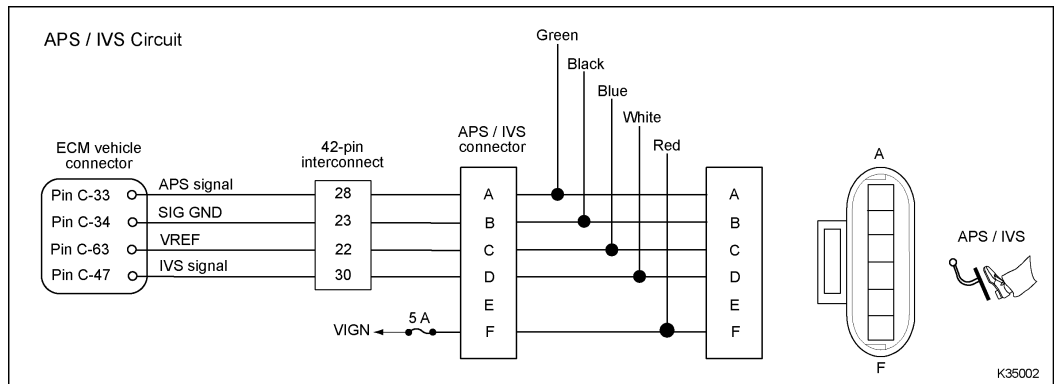 APS / IVS Circuit
Green
Black
Blue
White
Red
ECM vehicle
connector
42-pin
interconnect
APS / IVS
connector
Pin C-33
APS signal
28
A
A
Pin C-34
SIG GND
23
B
B
Pin C-63
VREF
22
C
C
Pin C-47
IVS signal
30
D
D
E
E
VIGN
5 A
F
F
A
F
APS / IVS
K35002